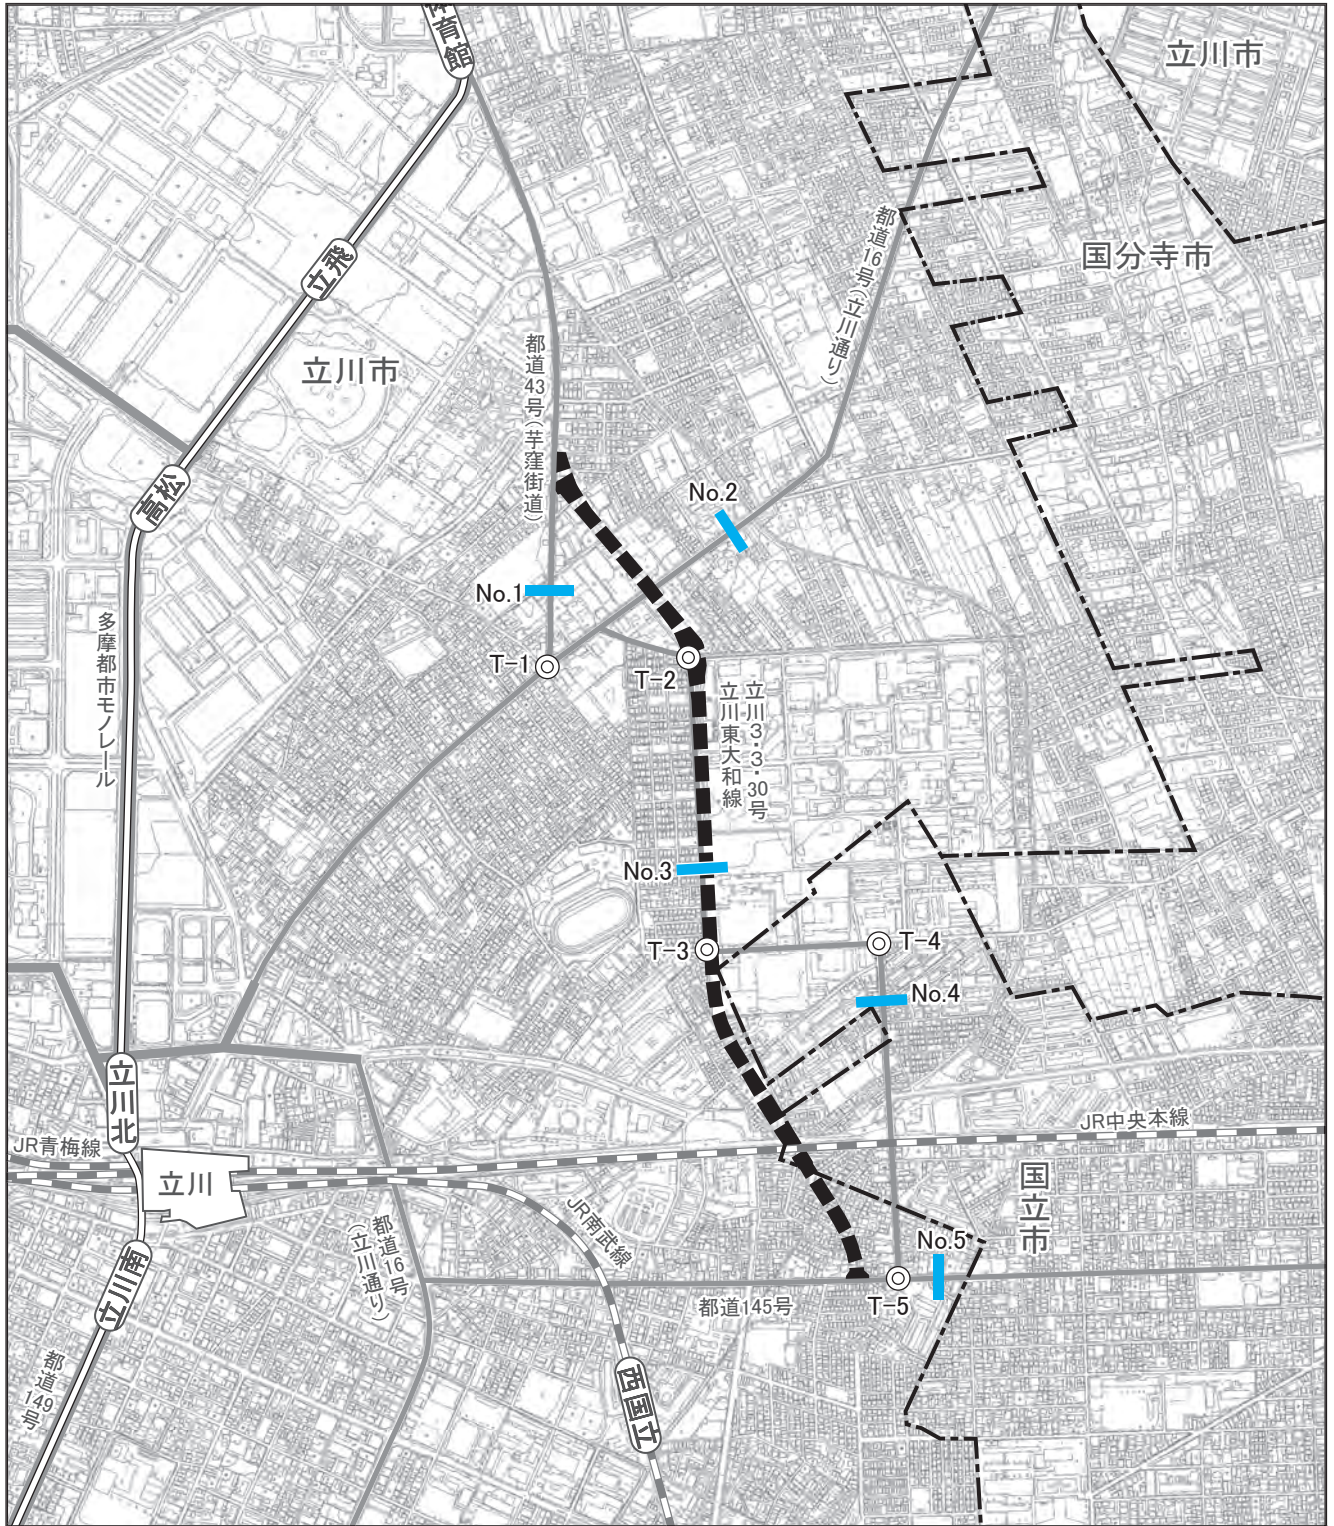 体育館
立川市
国分寺市
都道16号(立川通り)
立飛
立川市
都道43号(芋窪街道)
高松
No.2
No.1
多摩都市モノレール
T-1
T-2
立川3・3・30号
立川東大和線
No.3
T-3
T-4
No.4
立川北
JR青梅線
JR中央本線
立川
国立市
JR南武線
都道16号
(立川通り)
No.5
立川南
都道145号
T-5
都道149号
西国立